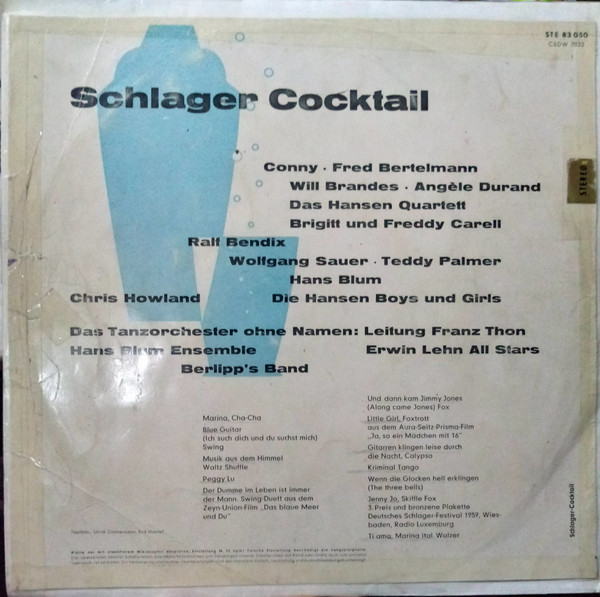 STE 83 050
CSDW 7033
Schlager Cocktail
STEREO
Conny · Fred Bertelmann
Will Brandes · Angèle Durand
Das Hansen Quartett
Brigitt und Freddy Carell
Ralf Bendix
Wolfgang Sauer · Teddy Palmer
Hans Blum
Chris Howland Die Hansen Boys und Girls
Das Tanzorchester ohne Namen: Leitung Franz Thon
Hans Blum Ensemble Erwin Lehn All Stars
Berlipp's Band
Marina, Cha-Cha
Blue Guitar
(Ich such dich und du suchst mich)
Swing
Musik aus dem Himmel
Waltz Shuffle
Peggy Lu
Der Dumme im Leben ist immer
der Mann. Swing-Duett aus dem
Zeyn-Union-Film „Das blaue Meer
und Du"
Und dann kam Jimmy Jones
(Along came Jones) Fox
Little Girl, Foxtrott
aus dem Aura-Seitz-Prisma-Film
„Ja, so ein Mädchen mit 16"
Gitarren klingen leise durch
die Nacht, Calypso
Kriminal Tango
Wenn die Glocken hell erklingen
(The three bells)
Jenny Jo, Skiffle Fox
3. Preis und bronzene Plakette
Deutsches Schlager-Festival 1959, Wies-
baden, Radio Luxemburg
Ti amo, Marina ital. Walzer
Schlager-Cocktail